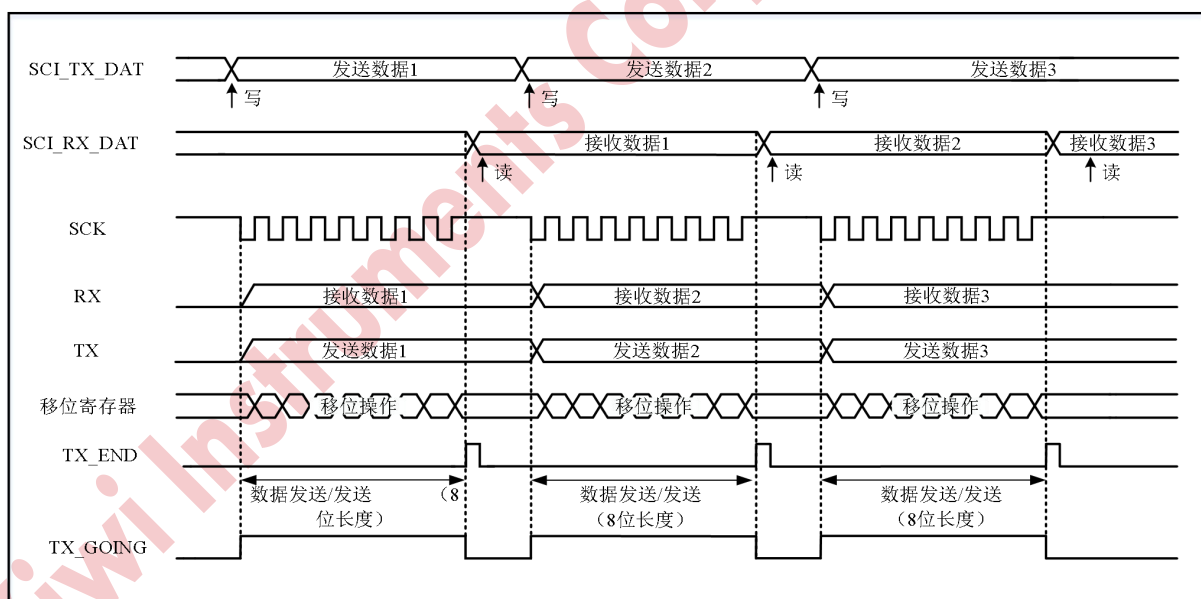 SCI_TX_DAT 发送数据1 发送数据2 发送数据3
写 写 写
SCI_RX_DAT 接收数据1 接收数据2 接收数据3
读 读 读
SCK
RX 接收数据1 接收数据2 接收数据3
TX 发送数据1 发送数据2 发送数据3
移位寄存器 移位操作 移位操作 移位操作
TX_END
数据发送/发送 (8 数据发送/发送 数据发送/发送
位长度) (8位长度) (8位长度)
TX_GOING
Kiwi Instruments